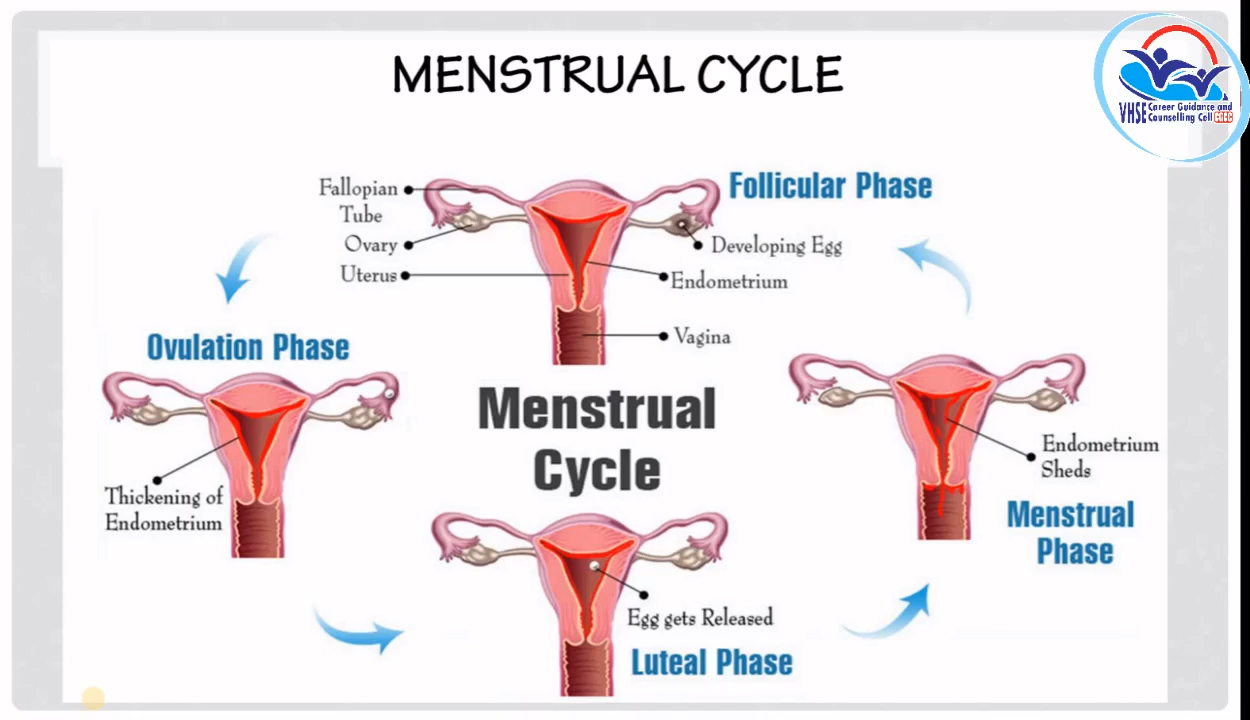 MENSTRUAL CYCLE
VHSE Career Guidance and
Counselling Cell CGCC
Fallopian
Tube
Ovary
Uterus
Follicular Phase
Developing Egg
Endometrium
Vagina
Ovulation Phase
Thickening of
Endometrium
Menstrual
Cycle
Endometrium
Sheds
Menstrual
Phase
Egg gets Released
Luteal Phase